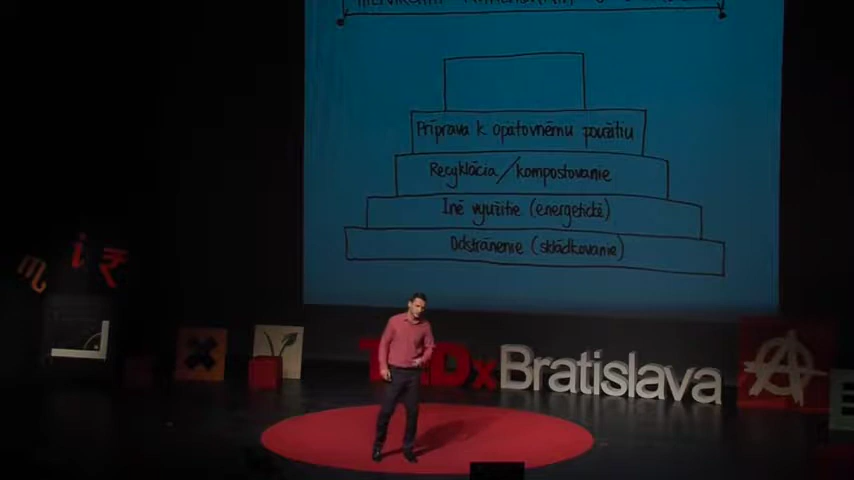 Príprava k opätovnému použitiu
Recyklácia/kompostovanie
Iné využitie (energetické)
Odstránenie (skládkovanie)
TEDxBratislava